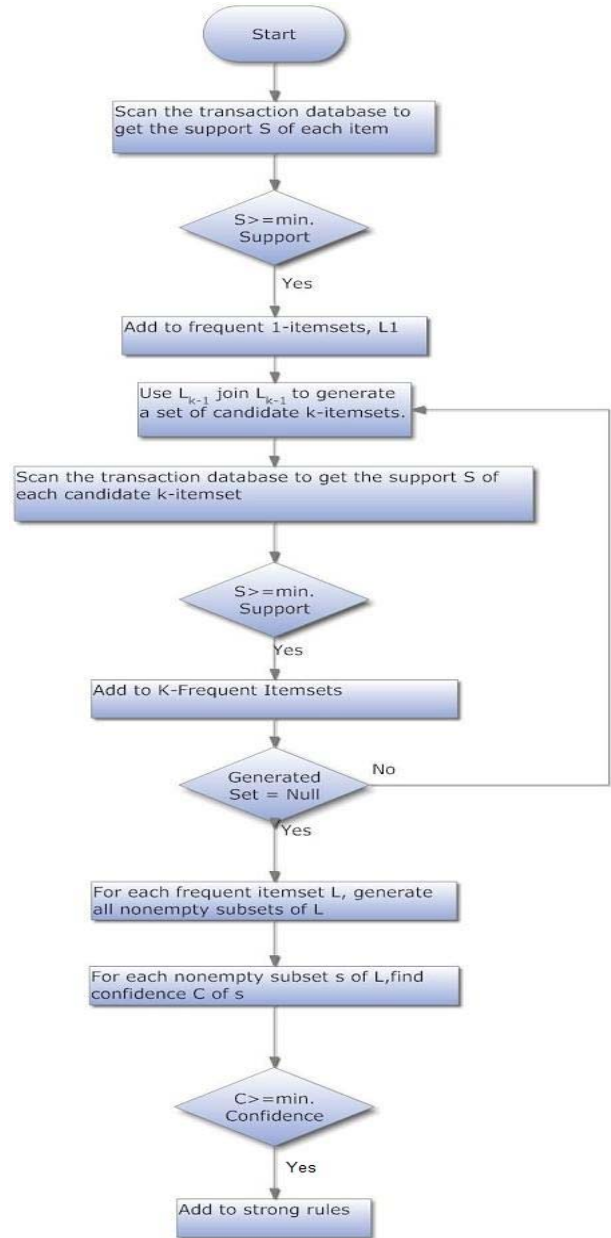 Start
Scan the transaction database to
get the support S of each item
S>=min.
Support
Yes
Add to frequent 1-itemsets, L1
Use Lk-1 join Lk-1 to generate
a set of candidate k-itemsets.
Scan the transaction database to get the support S of
each candidate k-itemset
S>=min.
Support
Yes
Add to K-Frequent Itemsets
Generated
Set = Null
No
Yes
For each frequent itemset L, generate
all nonempty subsets of L
For each nonempty subset s of L,find
confidence C of s
C>=min.
Confidence
Yes
Add to strong rules